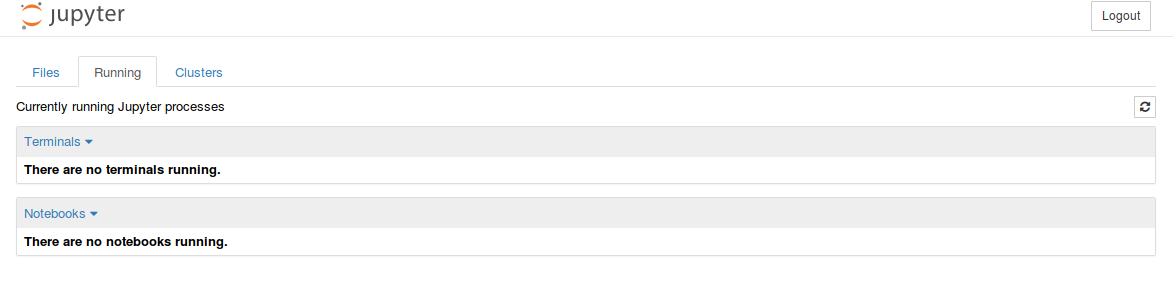 jupyter
Logout
Files
Running
Clusters
Currently running Jupyter processes
Terminals
There are no terminals running.
Notebooks
There are no notebooks running.